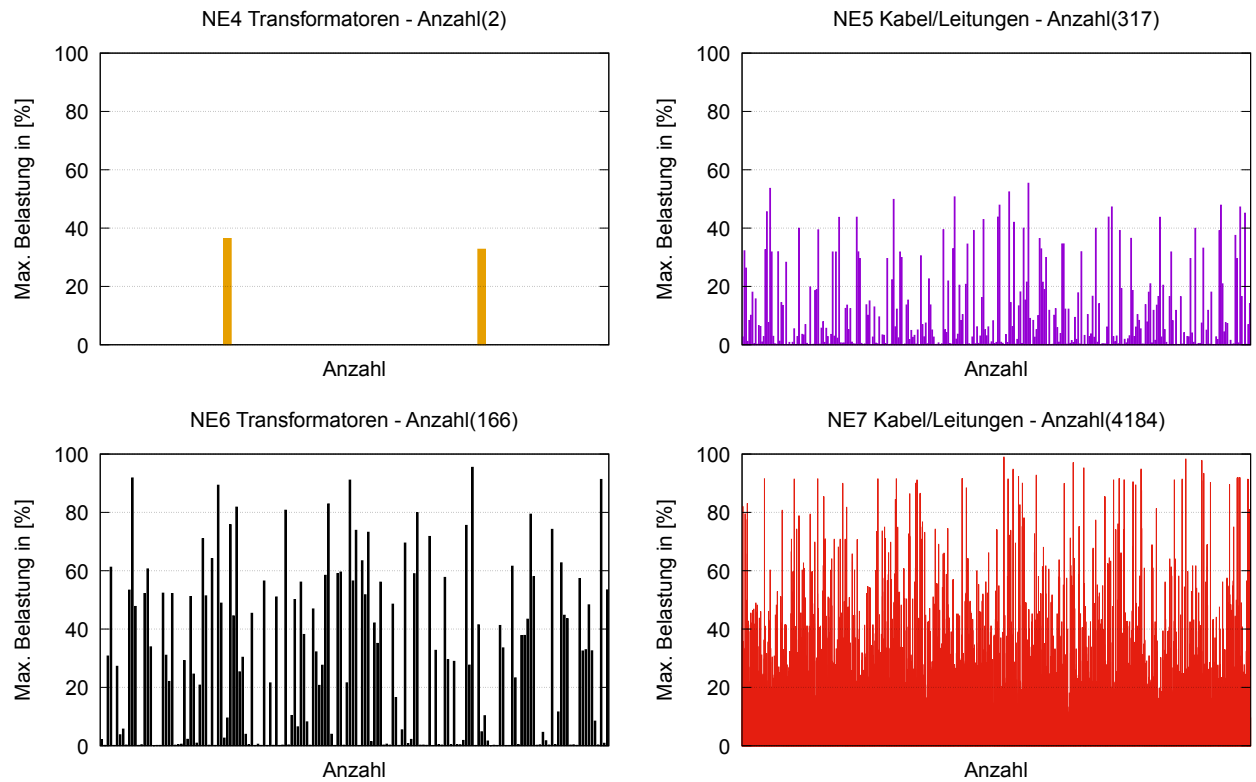 NE4 Transformatoren - Anzahl(2)
Max. Belastung in [%]
100
80
60
40
20
0
Anzahl
NE5 Kabel/Leitungen - Anzahl(317)
Max. Belastung in [%]
100
80
60
40
20
0
Anzahl
NE6 Transformatoren - Anzahl(166)
Max. Belastung in [%]
100
80
60
40
20
0
Anzahl
NE7 Kabel/Leitungen - Anzahl(4184)
Max. Belastung in [%]
100
80
60
40
20
0
Anzahl